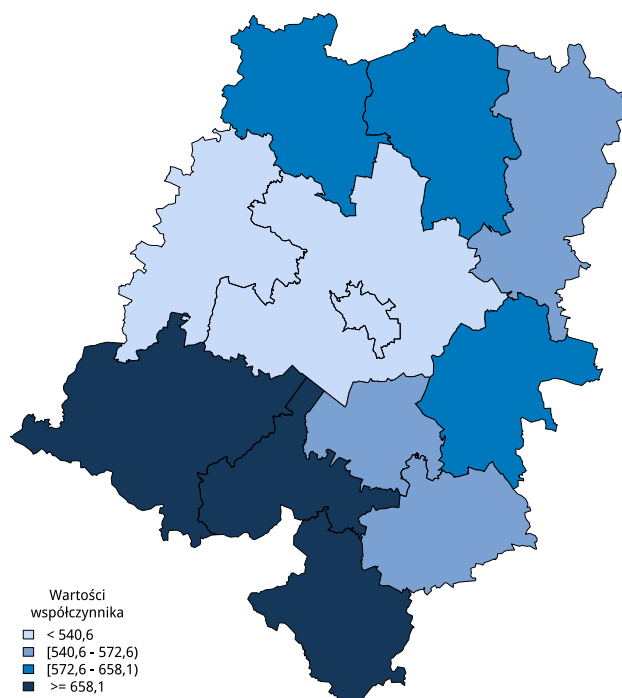 Wartości
współczynnika
< 540,6
[540,6 - 572,6)
[572,6 - 658,1)
>= 658,1